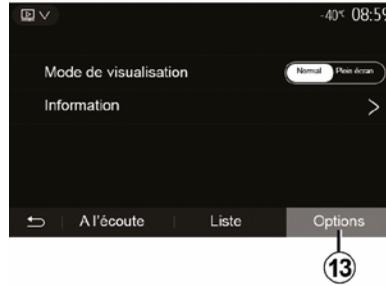 -40°c 08:59
Mode de visualisation Normal Plein écran
Information
A l'écoute Liste Options
13